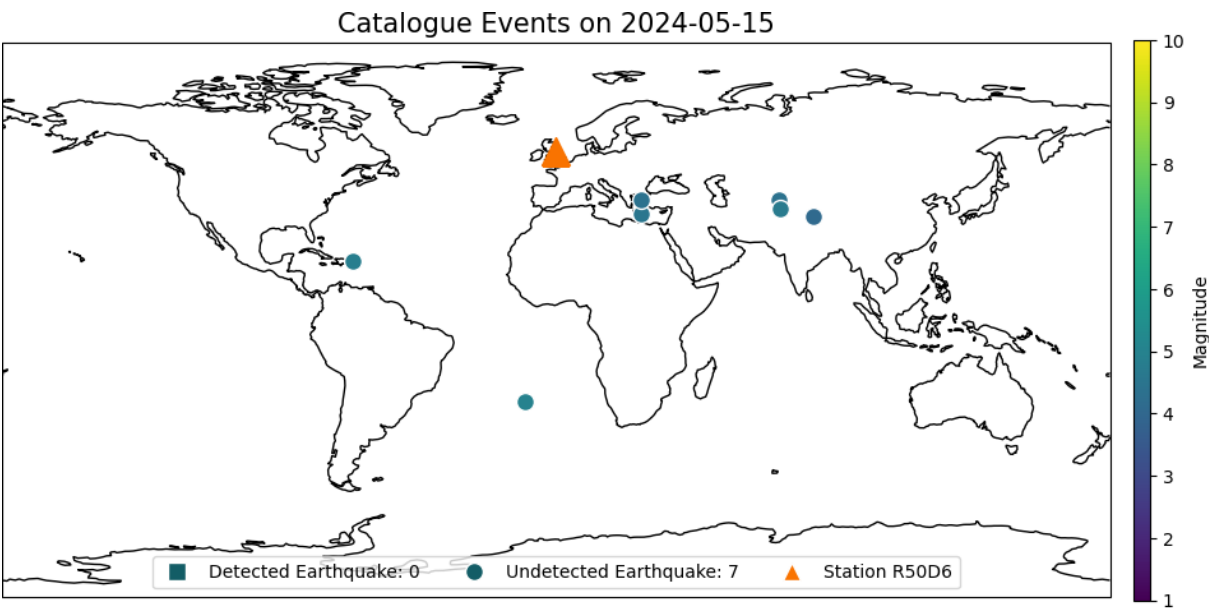 Catalogue Events on 2024-05-15
10
9
8
7
6
5
4
3
2
1
Magnitude
Detected Earthquake: 0
Undetected Earthquake: 7
Station R50D6